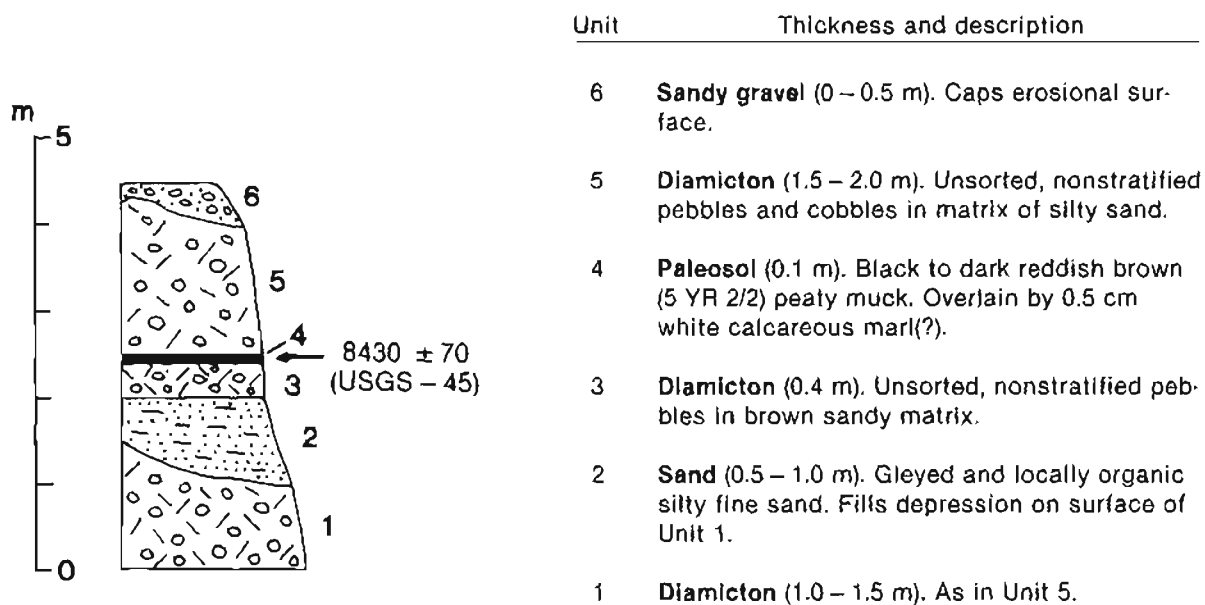 m
5
0
6
5
4
8430 ± 70
(USGS – 45)
3
2
1
Unit Thickness and description
6 Sandy gravel (0 – 0.5 m). Caps erosional sur-
face.
5 Diamicton (1.5 – 2.0 m). Unsorted, nonstratified
pebbles and cobbles in matrix of silty sand.
4 Paleosol (0.1 m). Black to dark reddish brown
(5 YR 2/2) peaty muck. Overlain by 0.5 cm
white calcareous marl(?).
3 Diamicton (0.4 m). Unsorted, nonstratified peb-
bles in brown sandy matrix.
2 Sand (0.5 – 1.0 m). Gleyed and locally organic
silty fine sand. Fills depression on surface of
Unit 1.
1 Diamicton (1.0 – 1.5 m). As in Unit 5.